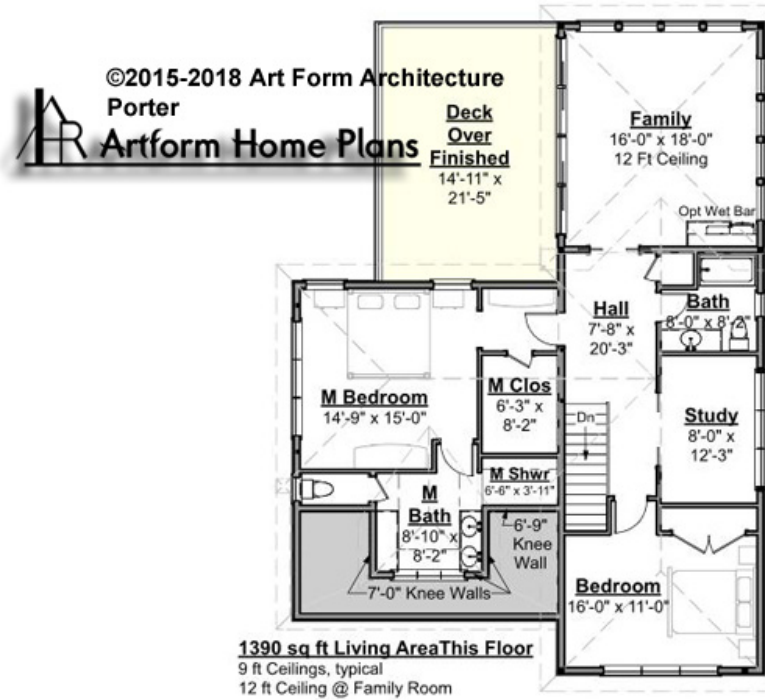 ©2015-2018 Art Form Architecture
Porter
AR Artform Home Plans
Deck
Over
Finished
14'-11" x
21'-5"
Family
16'-0" x 18'-0"
12 Ft Ceiling
Opt Wet Bar
Hall
7'-8" x
20'-3"
Bath
8'-0" x 8'-2"
M Bedroom
14'-9" x 15'-0"
M Clos
6'-3" x
8'-2"
Dn
Study
8'-0" x
12'-3"
M Shwr
6'-6" x 3'-11"
M
Bath
8'-10" x
8'-2"
6'-9"
Knee
Wall
7'-0" Knee Walls
Bedroom
16'-0" x 11'-0"
1390 sq ft Living AreaThis Floor
9 ft Ceilings, typical
12 ft Ceiling @ Family Room